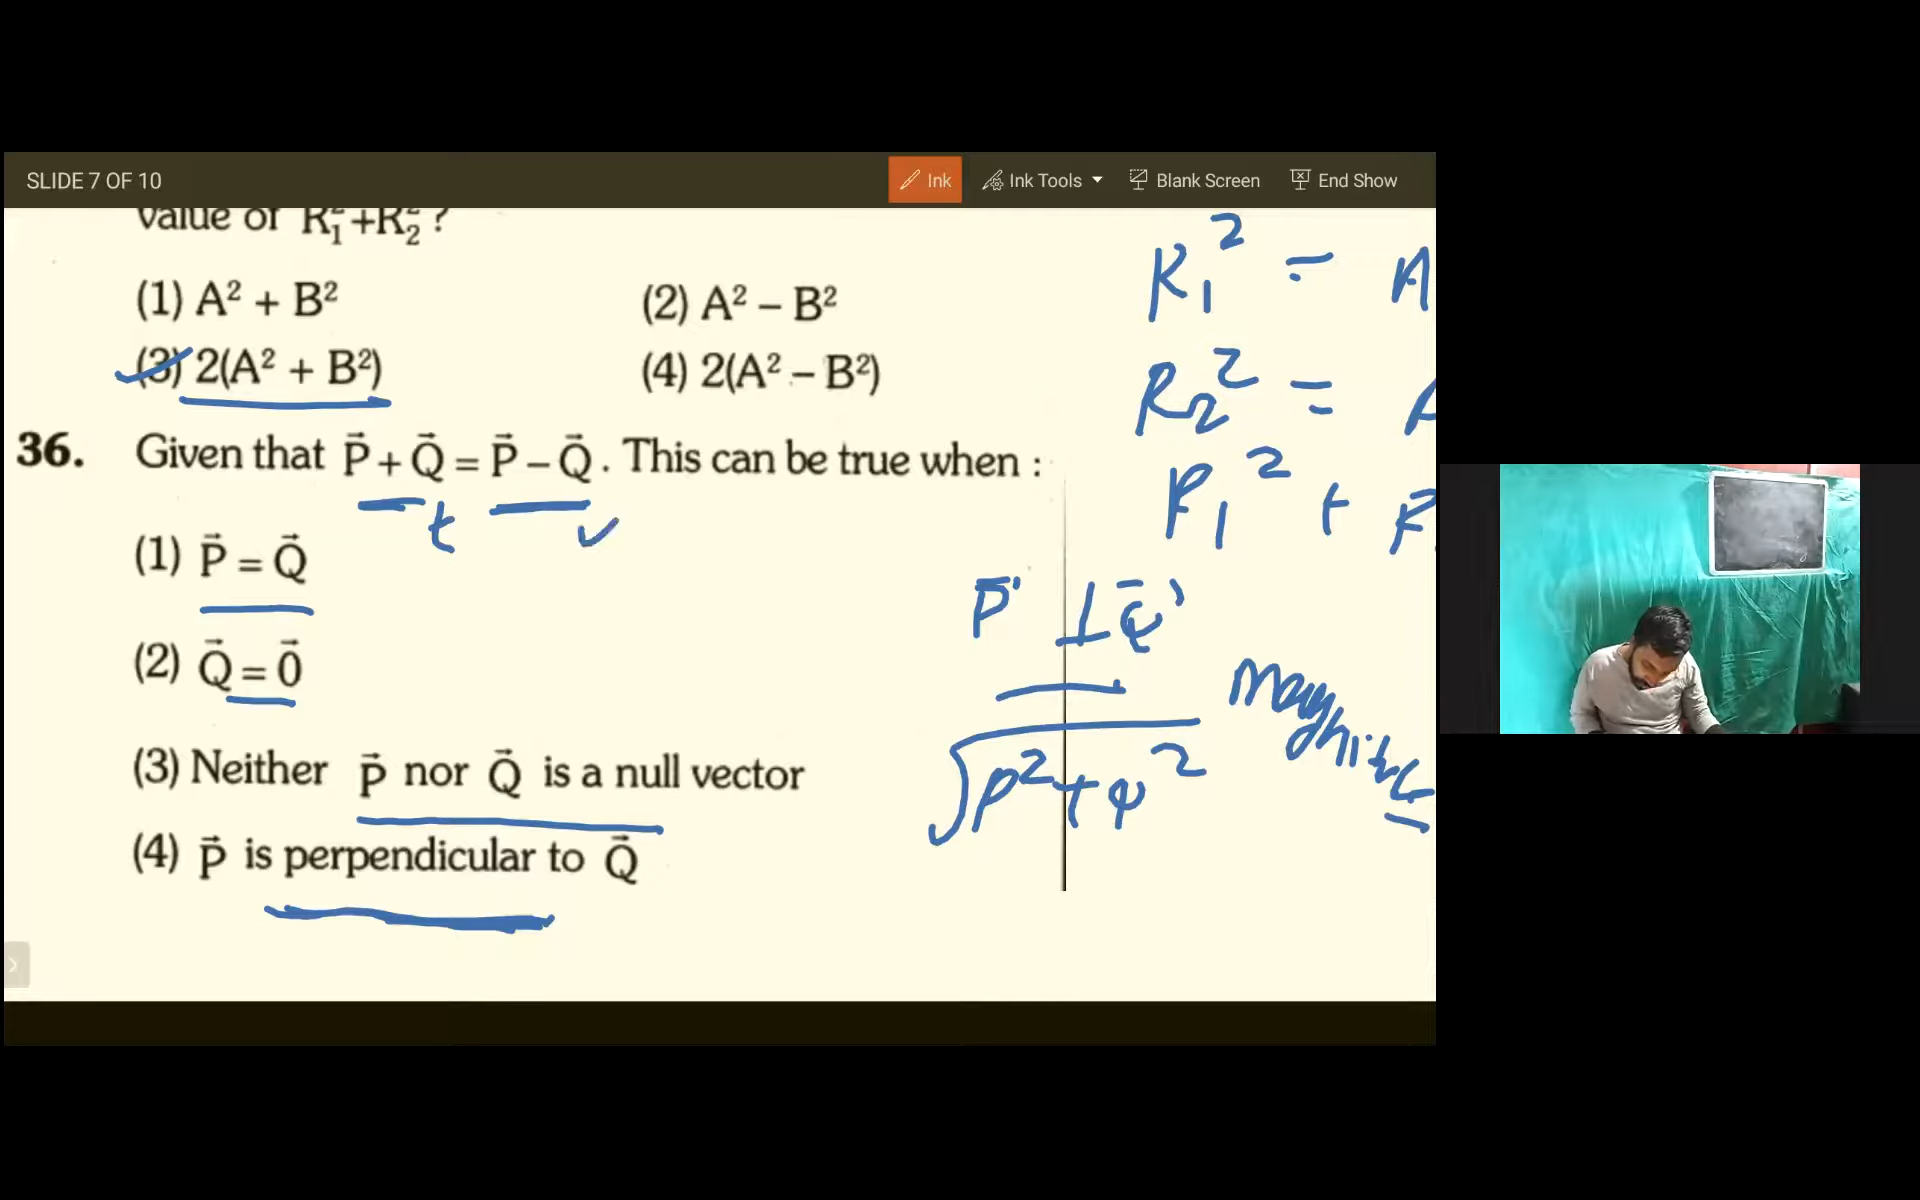 SLIDE 7 OF 10 Ink Ink Tools Blank Screen End Show
value of R₁²+R₂² ?
(1) A² + B² (2) A² – B²
(3) 2(A² + B²) (4) 2(A² – B²)
36. Given that P⃗ + Q⃗ = P⃗ – Q⃗ . This can be true when :
(1) P⃗ = Q⃗
(2) Q⃗ = 0⃗
(3) Neither P⃗ nor Q⃗ is a null vector
(4) P⃗ is perpendicular to Q⃗
R₁² = A
R₂² =
R₁² + R
P⃗ ⊥ Q⃗
√P² + Q²